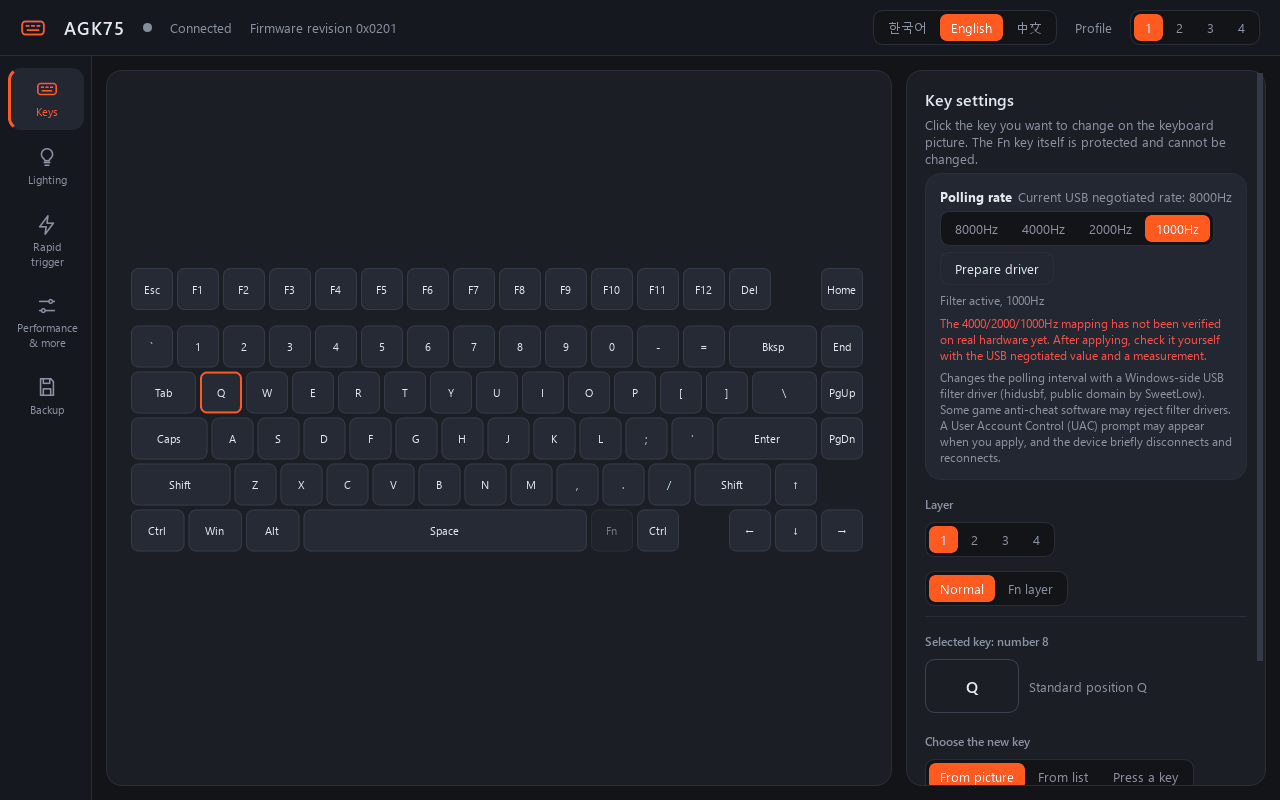 AGK75 Connected Firmware revision 0x0201 한국어 English 中文 Profile 1 2 3 4
Keys
Lighting
Rapid
trigger
Performance
& more
Backup
Esc F1 F2 F3 F4 F5 F6 F7 F8 F9 F10 F11 F12 Del Home
` 1 2 3 4 5 6 7 8 9 0 - = Bksp End
Tab Q W E R T Y U I O P [ ] \ PgUp
Caps A S D F G H J K L ; ' Enter PgDn
Shift Z X C V B N M , . / Shift ↑
Ctrl Win Alt Space Fn Ctrl ← ↓ →
Key settings
Click the key you want to change on the keyboard
picture. The Fn key itself is protected and cannot be
changed.
Polling rate Current USB negotiated rate: 8000Hz
8000Hz 4000Hz 2000Hz 1000Hz
Prepare driver
Filter active, 1000Hz
The 4000/2000/1000Hz mapping has not been verified
on real hardware yet. After applying, check it yourself
with the USB negotiated value and a measurement.
Changes the polling interval with a Windows-side USB
filter driver (hidusbf, public domain by SweetLow).
Some game anti-cheat software may reject filter drivers.
A User Account Control (UAC) prompt may appear
when you apply, and the device briefly disconnects and
reconnects.
Layer
1 2 3 4
Normal Fn layer
Selected key: number 8
Q Standard position Q
Choose the new key
From picture From list Press a key